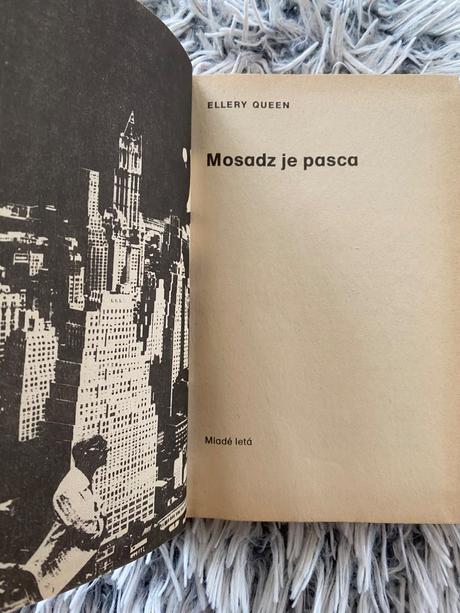 ELLERY QUEEN
Mosadz je pasca
Mladé letá